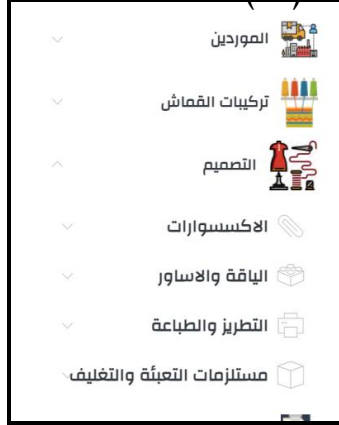 الموردين
تركيبات القماش
التصميم
الاكسسوارات
الياقة والاساور
التطريز والطباعة
مستلزمات التعبئة والتغليف